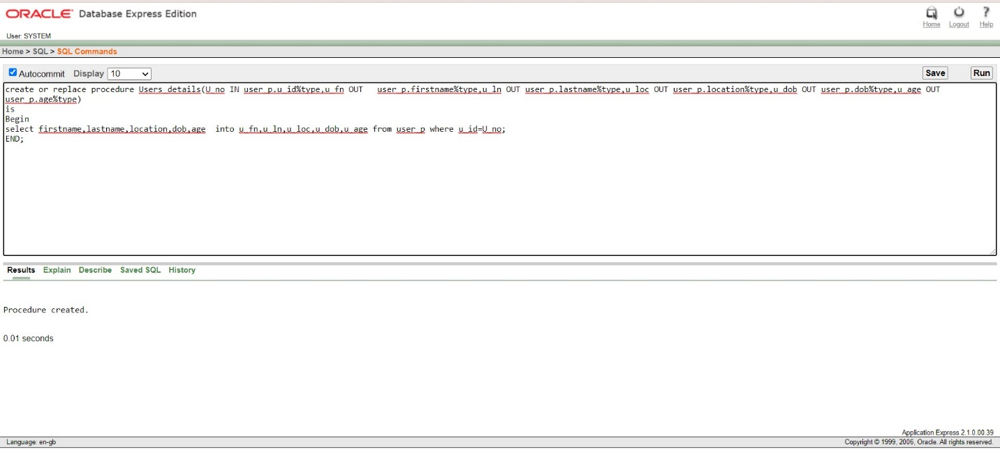 ORACLE Database Express Edition
Home Logout Help
User: SYSTEM
Home > SQL > SQL Commands
Autocommit Display 10 Save Run
create or replace procedure Users_details(U_no IN user_p.u_id%type,u_fn OUT user_p.firstname%type,u_ln OUT user_p.lastname%type,u_loc OUT user_p.location%type,u_dob OUT user_p.dob%type,u_age OUT
user_p.age%type)
is
Begin
select firstname,lastname,location,dob,age into u_fn,u_ln,u_loc,u_dob,u_age from user_p where u_id=U_no;
END;
Results Explain Describe Saved SQL History
Procedure created.
0.01 seconds
Application Express 2.1.0.00.39
Language: en-gb Copyright © 1999, 2006, Oracle. All rights reserved.